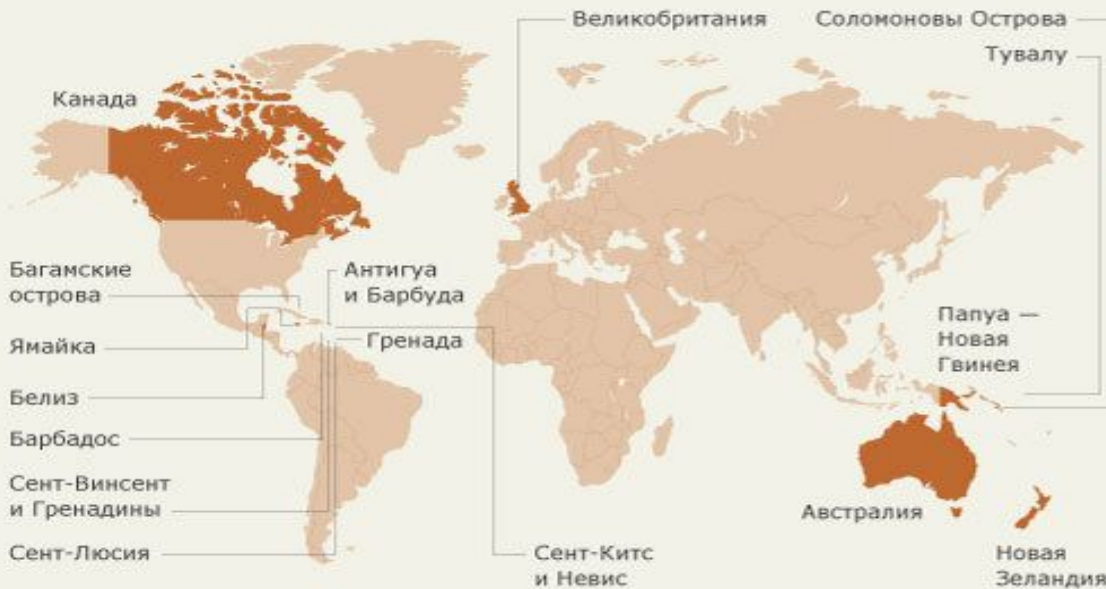 Великобритания
Соломоновы Острова
Тувалу
Канада
Багамские
острова
Антигуа
и Барбуда
Ямайка
Гренада
Папуа —
Новая
Гвинея
Белиз
Барбадос
Сент-Винсент
и Гренадины
Австралия
Сент-Люсия
Сент-Китс
и Невис
Новая
Зеландия